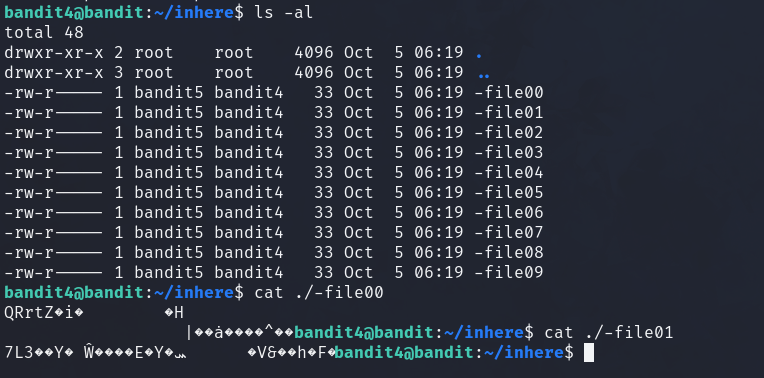 bandit4@bandit:~/inhere$ ls -al
total 48
drwxr-xr-x 2 root    root    4096 Oct  5 06:19 .
drwxr-xr-x 3 root    root    4096 Oct  5 06:19 ..
-rw-r----- 1 bandit5 bandit4   33 Oct  5 06:19 -file00
-rw-r----- 1 bandit5 bandit4   33 Oct  5 06:19 -file01
-rw-r----- 1 bandit5 bandit4   33 Oct  5 06:19 -file02
-rw-r----- 1 bandit5 bandit4   33 Oct  5 06:19 -file03
-rw-r----- 1 bandit5 bandit4   33 Oct  5 06:19 -file04
-rw-r----- 1 bandit5 bandit4   33 Oct  5 06:19 -file05
-rw-r----- 1 bandit5 bandit4   33 Oct  5 06:19 -file06
-rw-r----- 1 bandit5 bandit4   33 Oct  5 06:19 -file07
-rw-r----- 1 bandit5 bandit4   33 Oct  5 06:19 -file08
-rw-r----- 1 bandit5 bandit4   33 Oct  5 06:19 -file09
bandit4@bandit:~/inhere$ cat ./-file00
QRrtZ�i�        �H
                  |��ȧ����^��bandit4@bandit:~/inhere$ cat ./-file01
7L3��Y� Ŵ����E�Y�       �V&��h�F�bandit4@bandit:~/inhere$